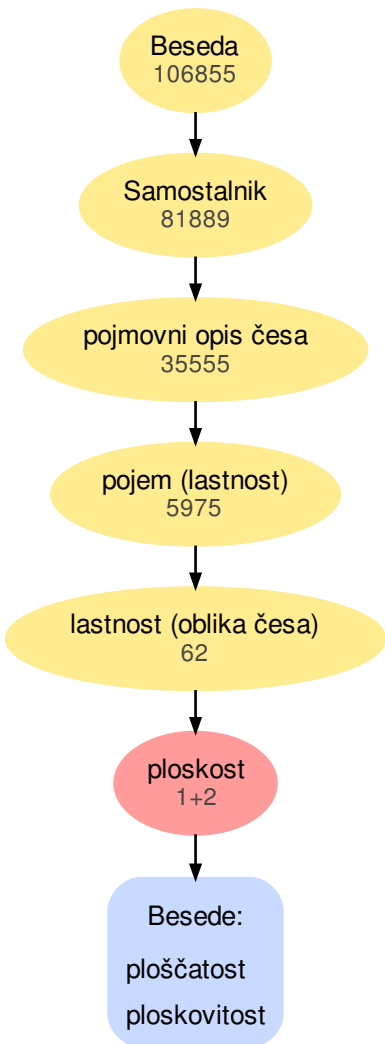 Beseda
106855
Samostalnik
81889
pojmovni opis česa
35555
pojem (lastnost)
5975
lastnost (oblika česa)
62
ploskost
1+2
Besede:
ploščatost
ploskovitost